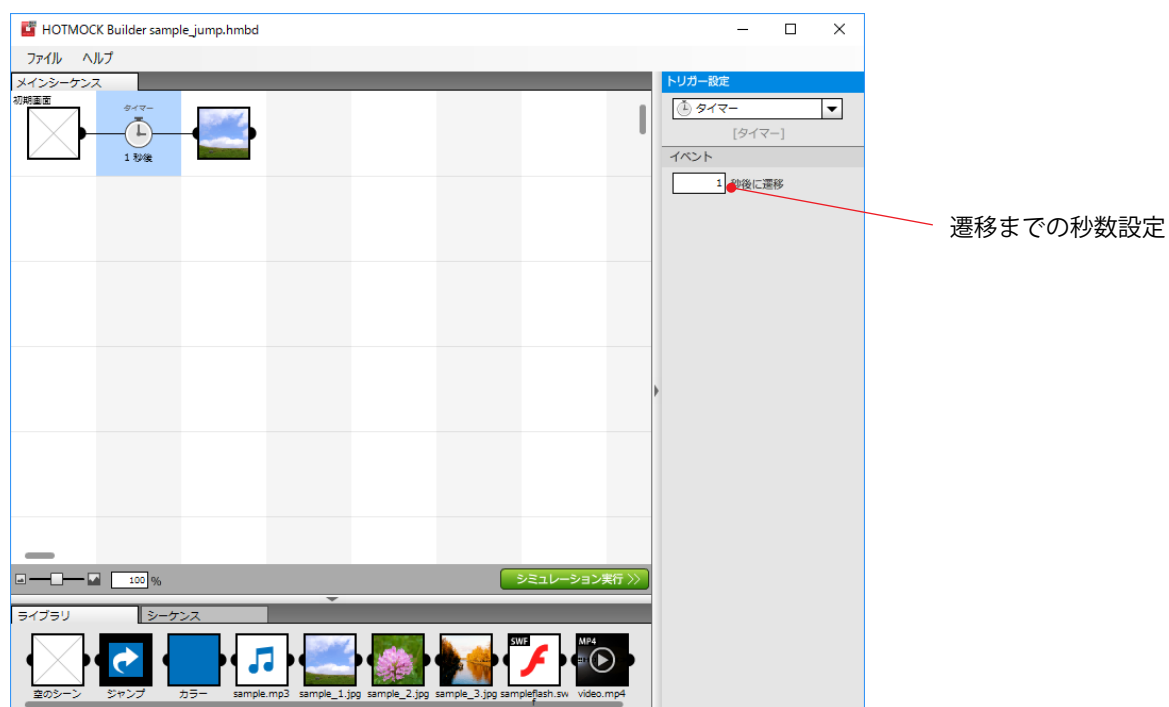 HOTMOCK Builder sample_jump.hmbd
ファイル ヘルプ
メインシーケンス
トリガー設定
初期画面
タイマー
1 秒後
タイマー
[タイマー]
イベント
1 秒後に遷移
遷移までの秒数設定
100 %
シミュレーション実行
ライブラリ シーケンス
SWF
MP4
空のシーン ジャンプ カラー sample.mp3 sample_1.jpg sample_2.jpg sample_3.jpg sampleflash.sw video.mp4
f